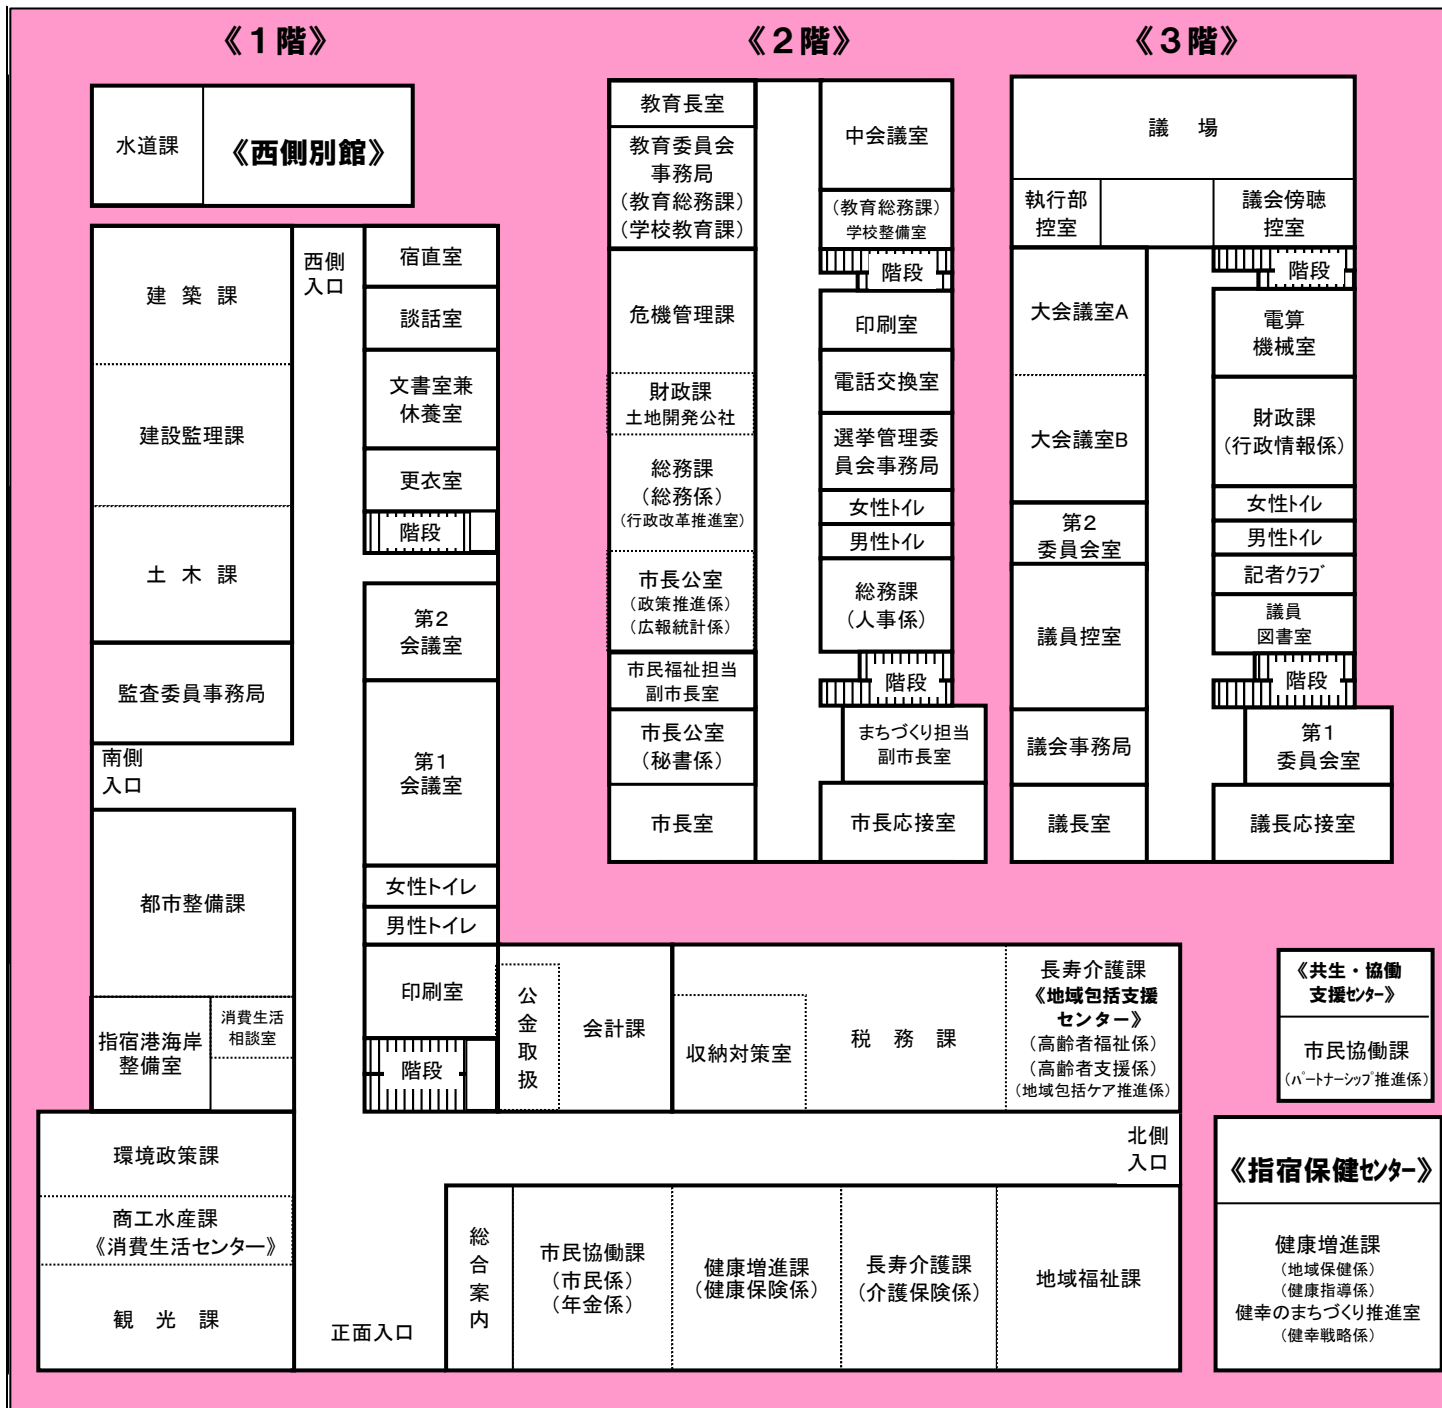 《1階》
《西側別館》
水道課
西側
入口
建 築 課
建設監理課
土 木 課
監査委員事務局
南側
入口
都市整備課
指宿港海岸
整備室
消費生活
相談室
環境政策課
商工水産課
《消費生活センター》
観 光 課
宿直室
談話室
文書室兼
休養室
更衣室
階段
第2
会議室
第1
会議室
女性トイレ
男性トイレ
印刷室
階段
公
金
取
扱
会計課
収納対策室
税 務 課
長寿介護課
《地域包括支援
センター》
(高齢者福祉係)
(高齢者支援係)
(地域包括ケア推進係)
北側
入口
正面入口
総
合
案
内
市民協働課
(市民係)
(年金係)
健康増進課
(健康保険係)
長寿介護課
(介護保険係)
地域福祉課
《2階》
教育長室
教育委員会
事務局
(教育総務課)
(学校教育課)
危機管理課
財政課
土地開発公社
総務課
(総務係)
(行政改革推進室)
市長公室
(政策推進係)
(広報統計係)
市民福祉担当
副市長室
市長公室
(秘書係)
市長室
中会議室
(教育総務課)
学校整備室
階段
印刷室
電話交換室
選挙管理委
員会事務局
女性トイレ
男性トイレ
総務課
(人事係)
階段
まちづくり担当
副市長室
市長応接室
《3階》
議 場
執行部
控室
議会傍聴
控室
大会議室A
大会議室B
第2
委員会室
議員控室
議会事務局
議長室
階段
電算
機械室
財政課
(行政情報係)
女性トイレ
男性トイレ
記者クラブ
議員
図書室
階段
第1
委員会室
議長応接室
《共生・協働
支援センター》
市民協働課
(パートナーシップ推進係)
《指宿保健センター》
健康増進課
(地域保健係)
(健康指導係)
健幸のまちづくり推進室
(健幸戦略係)